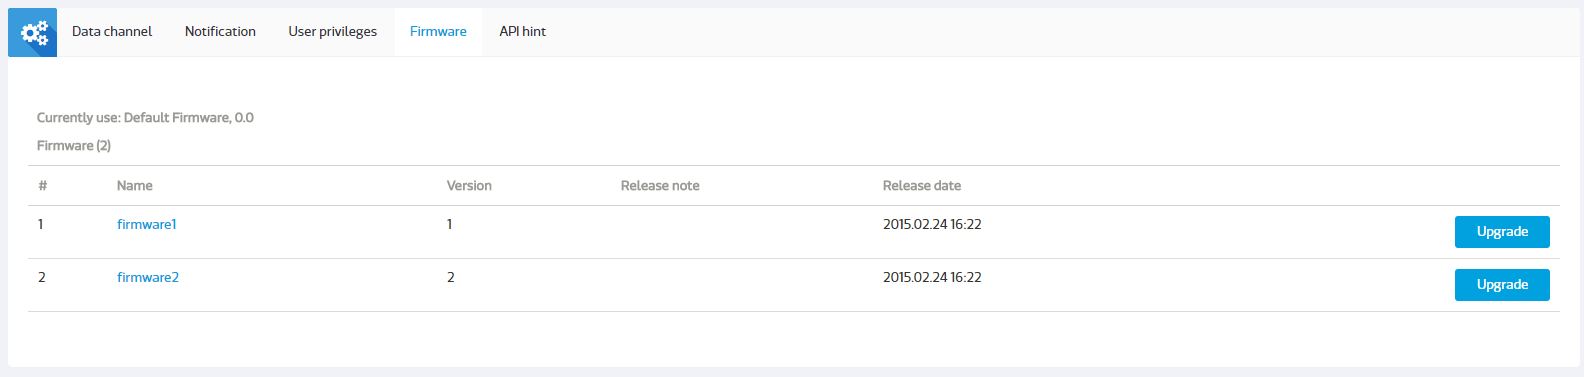 Data channel Notification User privileges Firmware API hint
Currently use: Default Firmware, 0.0
Firmware (2)
# Name Version Release note Release date
1 firmware1 1 2015.02.24 16:22 Upgrade
2 firmware2 2 2015.02.24 16:22 Upgrade